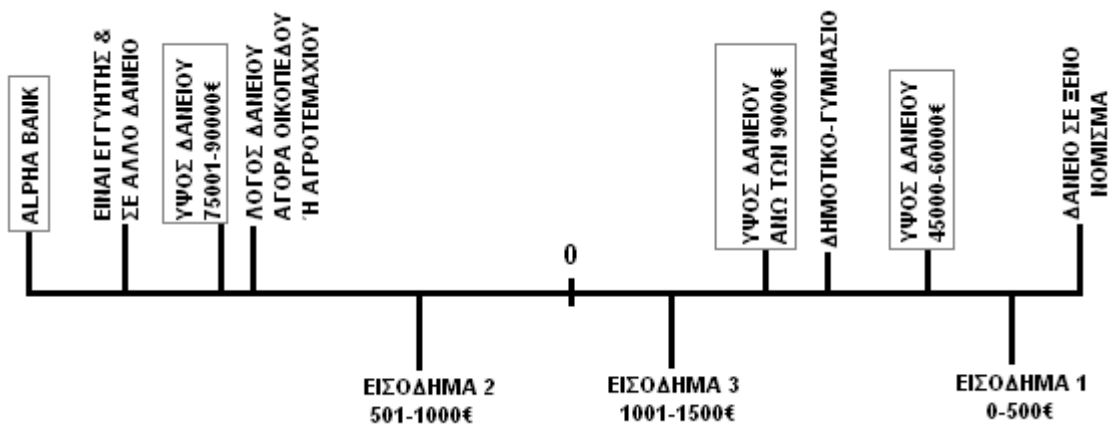 ALPHA BANK
ΕΙΝΑΙ ΕΓΓΥΗΤΗΣ &
ΣΕ ΑΛΛΟ ΔΑΝΕΙΟ
ΥΨΟΣ ΔΑΝΕΙΟΥ
75001-90000€
ΛΟΓΟΣ ΔΑΝΕΙΟΥ
ΑΓΟΡΑ ΟΙΚΟΠΕΔΟΥ
Ή ΑΓΡΟΤΕΜΑΧΙΟΥ
0
ΥΨΟΣ ΔΑΝΕΙΟΥ
ΑΝΩ ΤΩΝ 90000€
ΔΗΜΟΤΙΚΟ-ΓΥΜΝΑΣΙΟ
ΥΨΟΣ ΔΑΝΕΙΟΥ
45000-60000€
ΔΑΝΕΙΟ ΣΕ ΞΕΝΟ
ΝΟΜΙΣΜΑ
ΕΙΣΟΔΗΜΑ 2
501-1000€
ΕΙΣΟΔΗΜΑ 3
1001-1500€
ΕΙΣΟΔΗΜΑ 1
0-500€